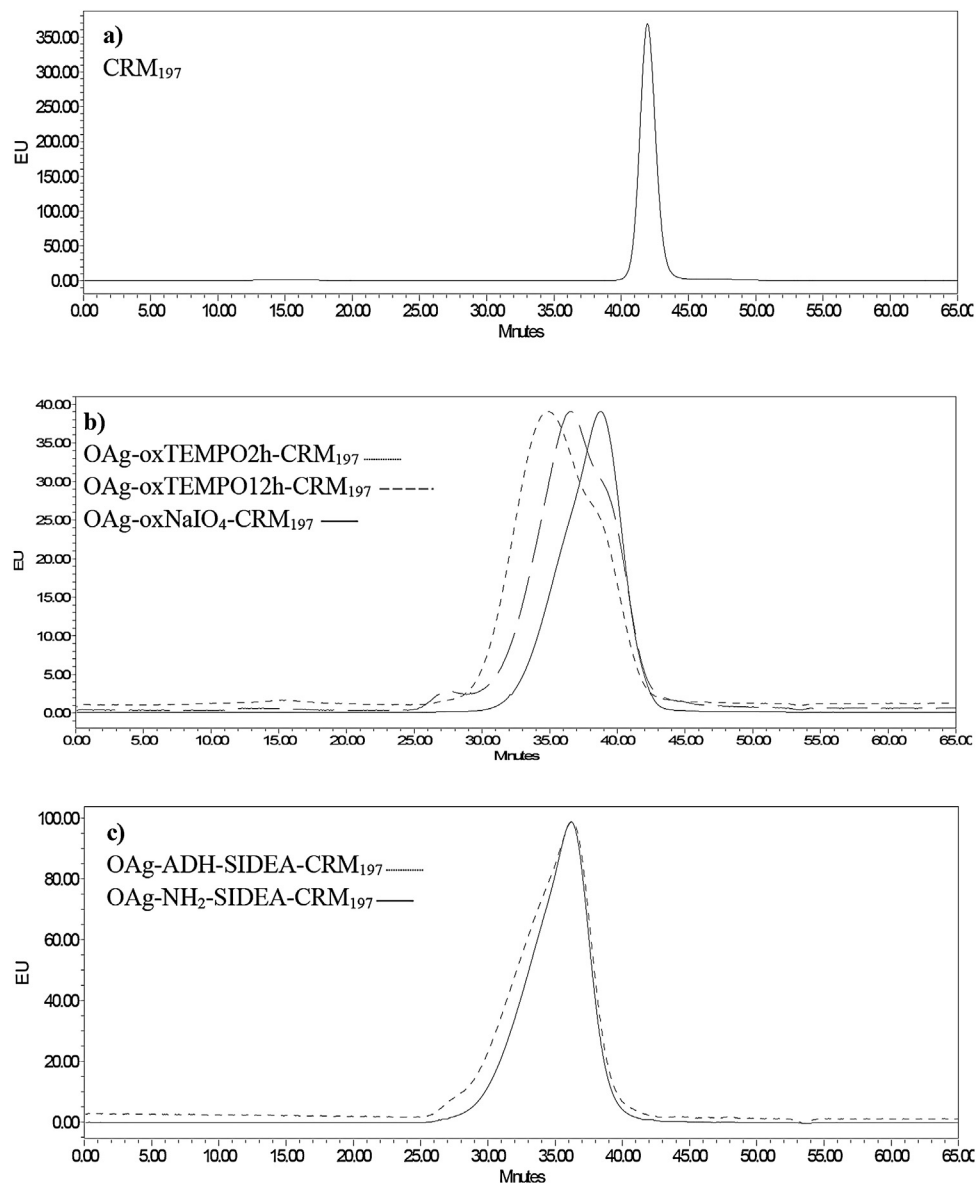 a)
CRM₁₉₇
EU
350.00
300.00
250.00
200.00
150.00
100.00
50.00
0.00
0.00 5.00 10.00 15.00 20.00 25.00 30.00 35.00 40.00 45.00 50.00 55.00 60.00 65.00
Minutes
b)
OAg-oxTEMPO2h-CRM₁₉₇
OAg-oxTEMPO12h-CRM₁₉₇
OAg-oxNaIO₄-CRM₁₉₇
EU
40.00
35.00
30.00
25.00
20.00
15.00
10.00
5.00
0.00
0.00 5.00 10.00 15.00 20.00 25.00 30.00 35.00 40.00 45.00 50.00 55.00 60.00 65.00
Minutes
c)
OAg-ADH-SIDEA-CRM₁₉₇
OAg-NH₂-SIDEA-CRM₁₉₇
EU
100.00
80.00
60.00
40.00
20.00
0.00
0.00 5.00 10.00 15.00 20.00 25.00 30.00 35.00 40.00 45.00 50.00 55.00 60.00 65.00
Minutes